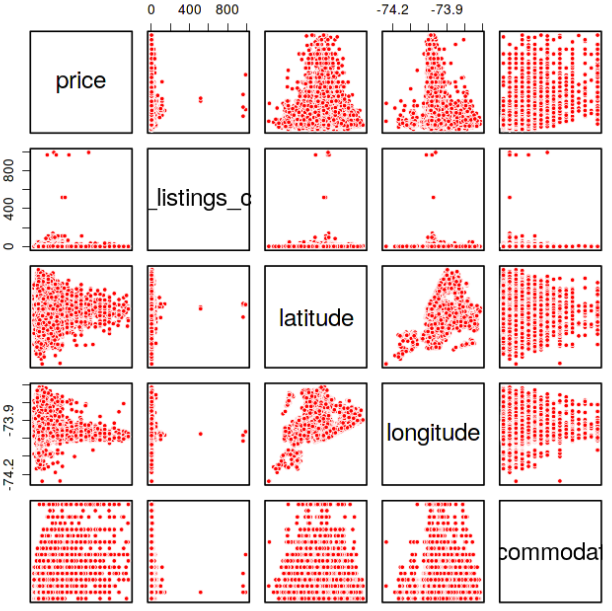 0 400 800
-74.2 -73.9
price
_listings_c
0 400 800
latitude
longitude
-74.2 -73.9
commodat